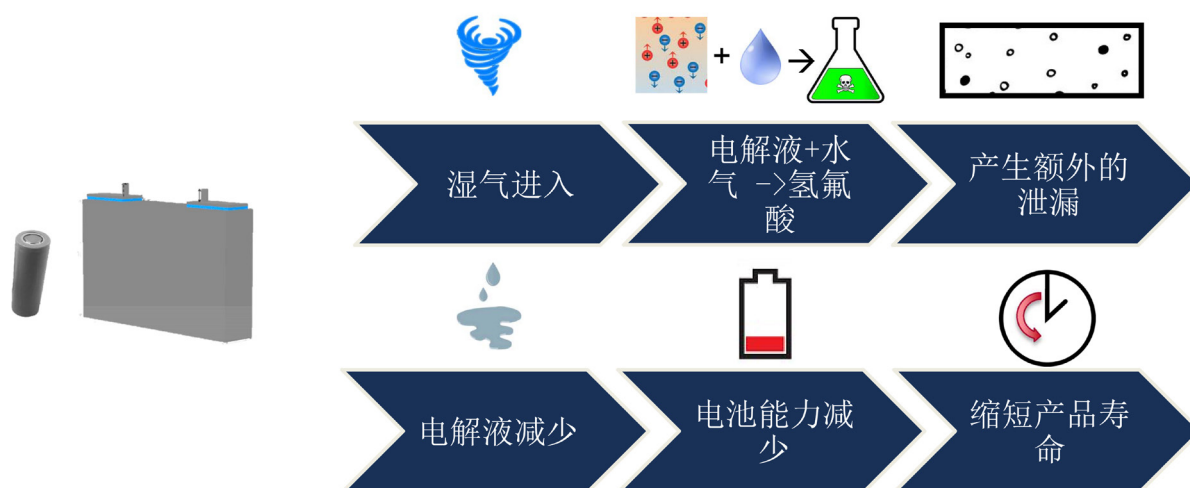 湿气进入
电解液+水
气 ->氢氟
酸
产生额外的
泄漏
电解液减少
电池能力减
少
缩短产品寿
命